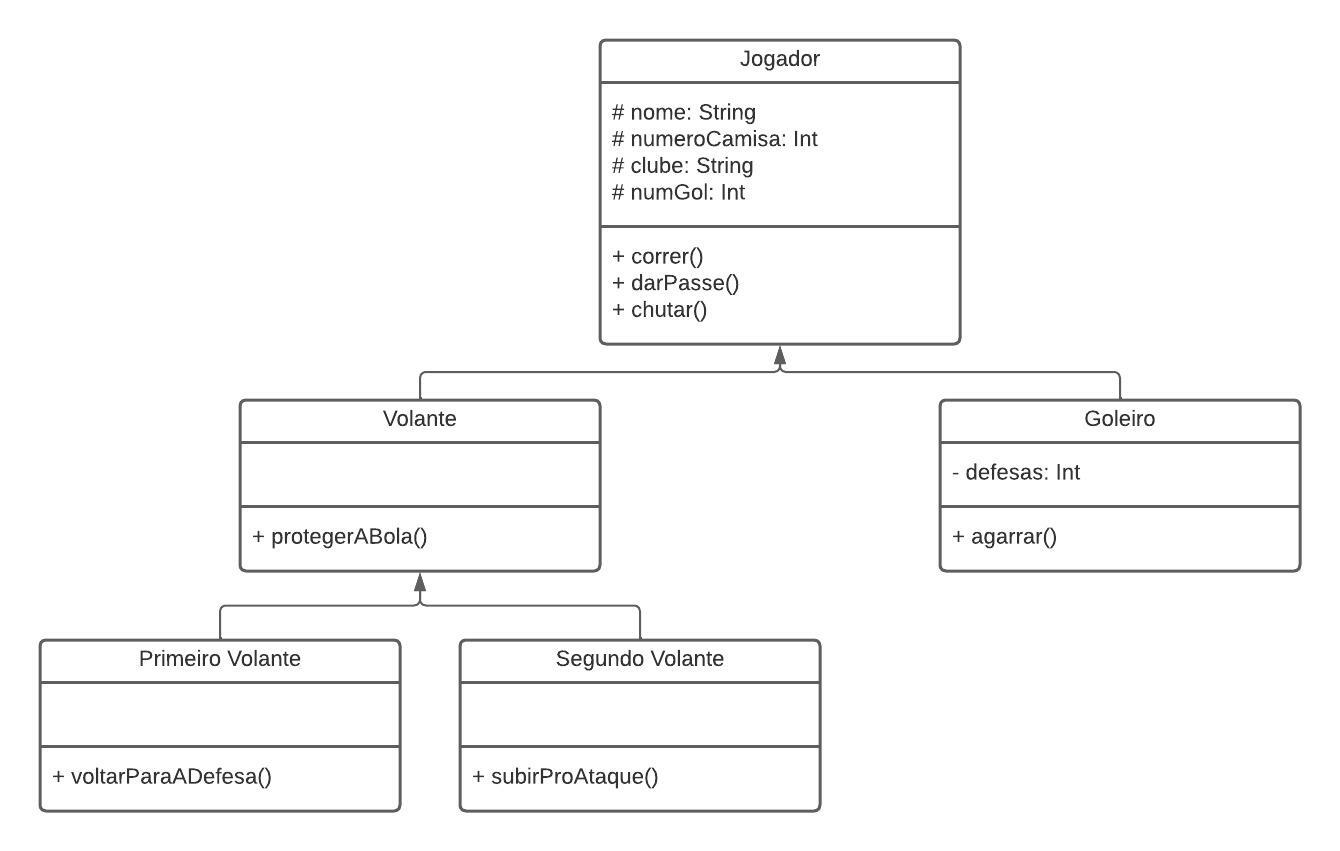 Jogador
# nome: String
# numeroCamisa: Int
# clube: String
# numGol: Int
+ correr()
+ darPasse()
+ chutar()
Volante
+ protegerABola()
Goleiro
- defesas: Int
+ agarrar()
Primeiro Volante
+ voltarParaADefesa()
Segundo Volante
+ subirProAtaque()